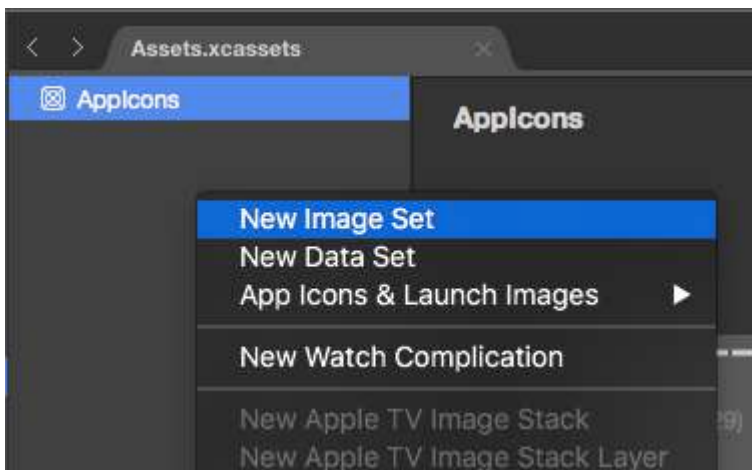 Assets.xcassets
AppIcons
AppIcons
New Image Set
New Data Set
App Icons & Launch Images
New Watch Complication
New Apple TV Image Stack
29)
New Apple TV Image Stack Layer